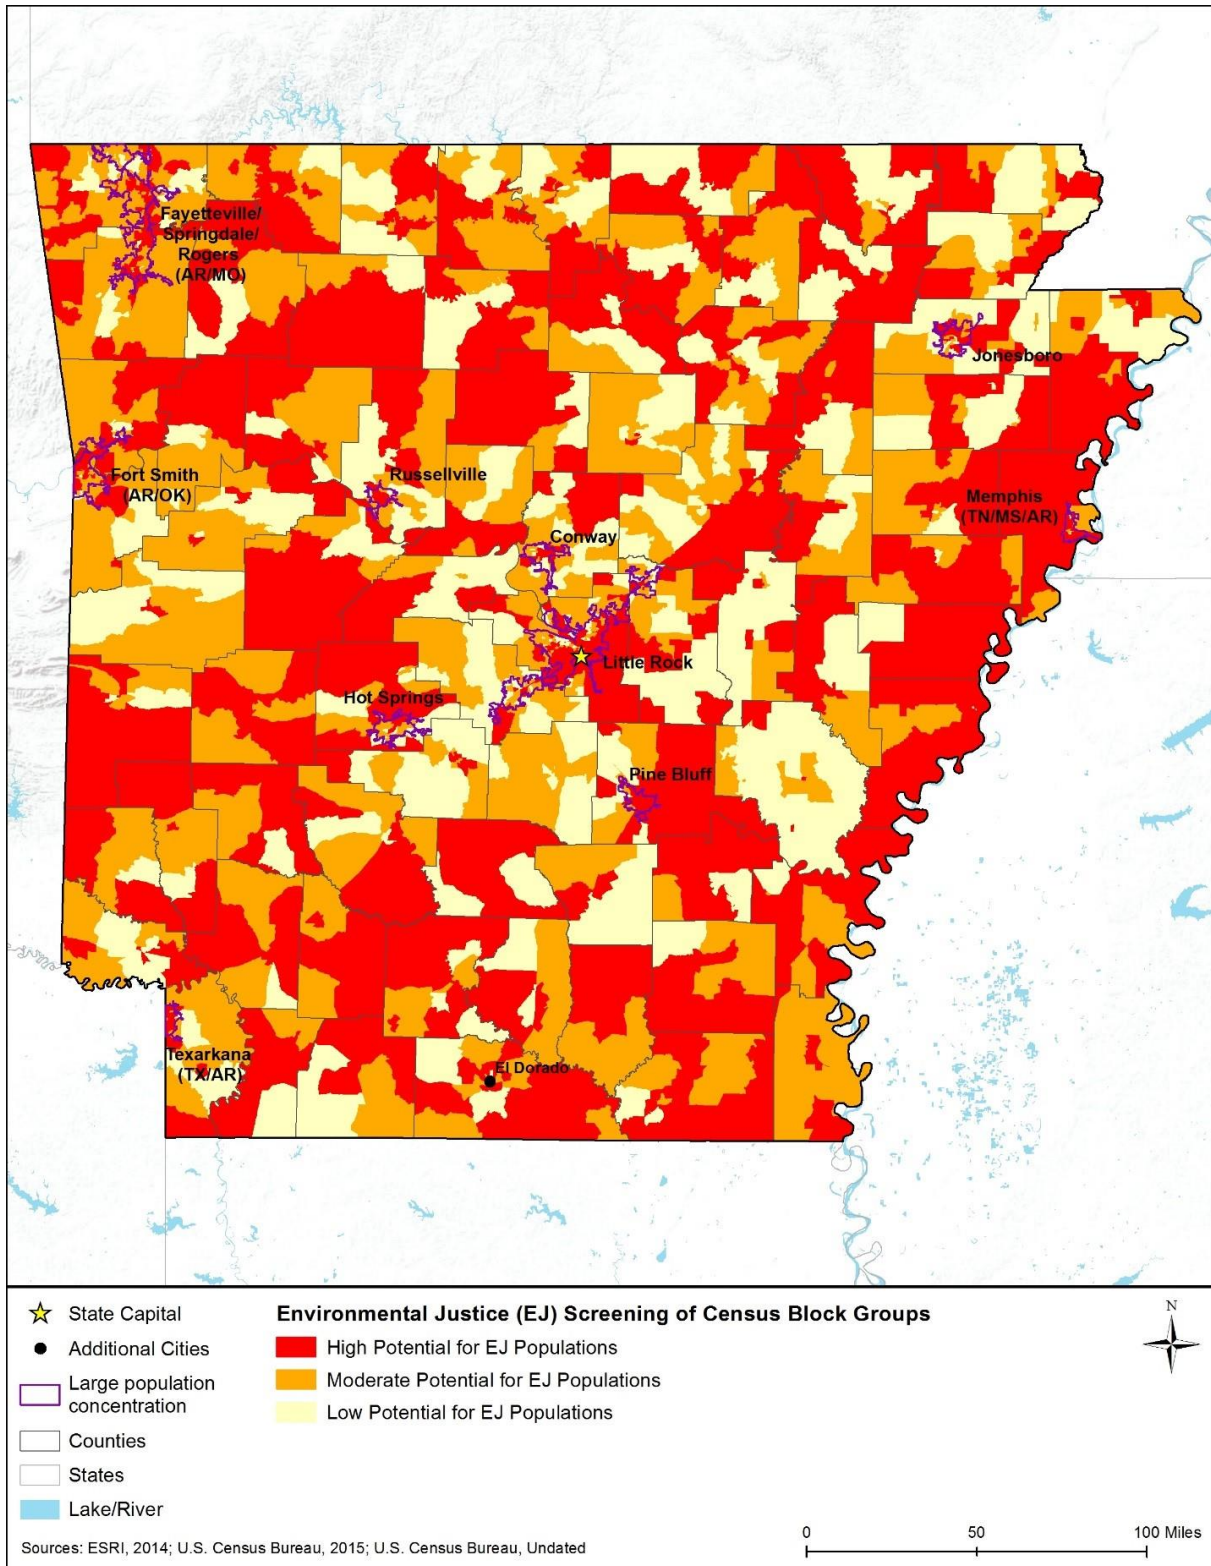 Fayetteville/
Springdale/
Rogers
(AR/MO)
Jonesboro
Fort Smith
(AR/OK)
Russellville
Memphis
(TN/MS/AR)
Conway
Little Rock
Hot Springs
Pine Bluff
Texarkana
(TX/AR)
El Dorado
State Capital
Additional Cities
Large population
concentration
Counties
States
Lake/River
Environmental Justice (EJ) Screening of Census Block Groups
High Potential for EJ Populations
Moderate Potential for EJ Populations
Low Potential for EJ Populations
N
Sources: ESRI, 2014; U.S. Census Bureau, 2015; U.S. Census Bureau, Undated
0 50 100 Miles